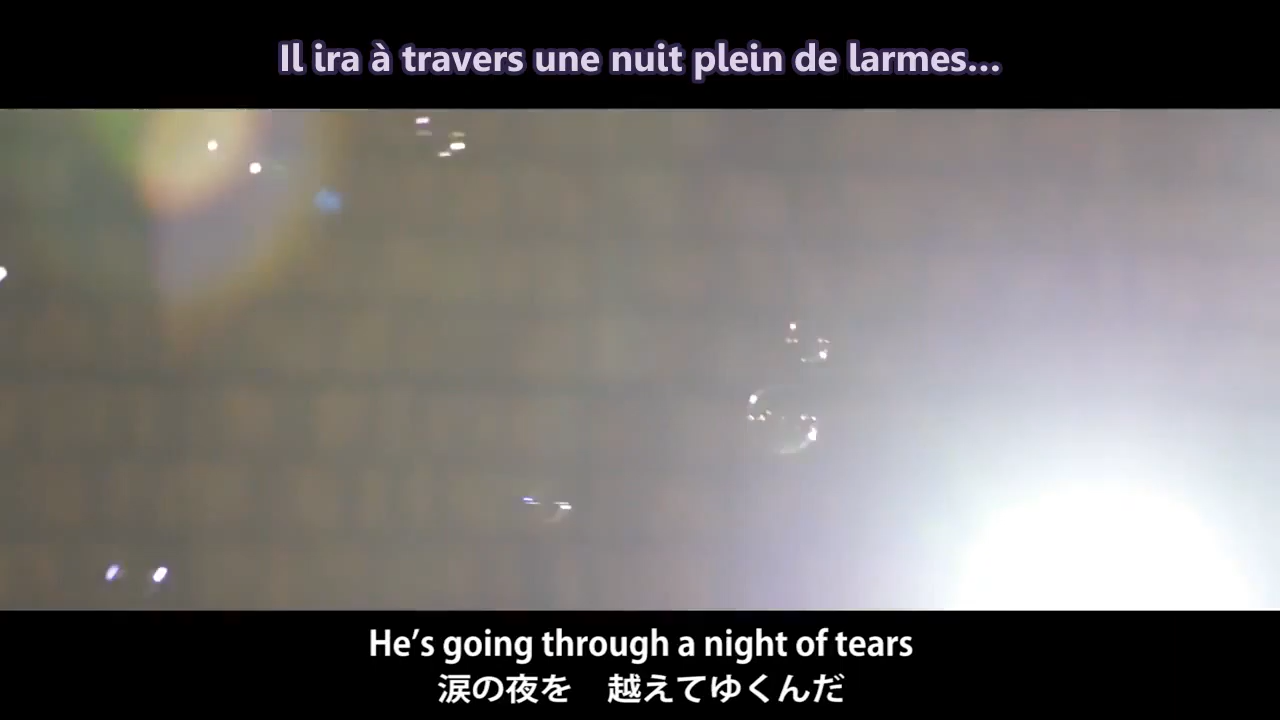 Il ira à travers une nuit plein de larmes...
He's going through a night of tears
涙の夜を　越えてゆくんだ